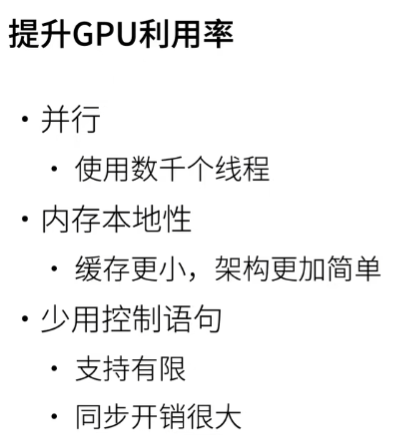 提升GPU利用率
• 并行
• 使用数千个线程
• 内存本地性
• 缓存更小，架构更加简单
• 少用控制语句
• 支持有限
• 同步开销很大